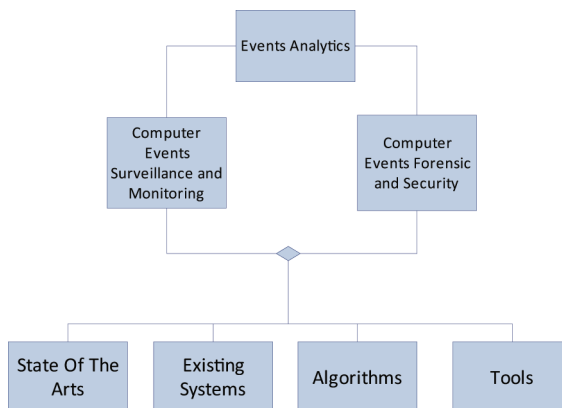 Events Analytics
Computer
Events
Surveillance and
Monitoring
Computer
Events Forensic
and Security
State Of The
Arts
Existing
Systems
Algorithms
Tools